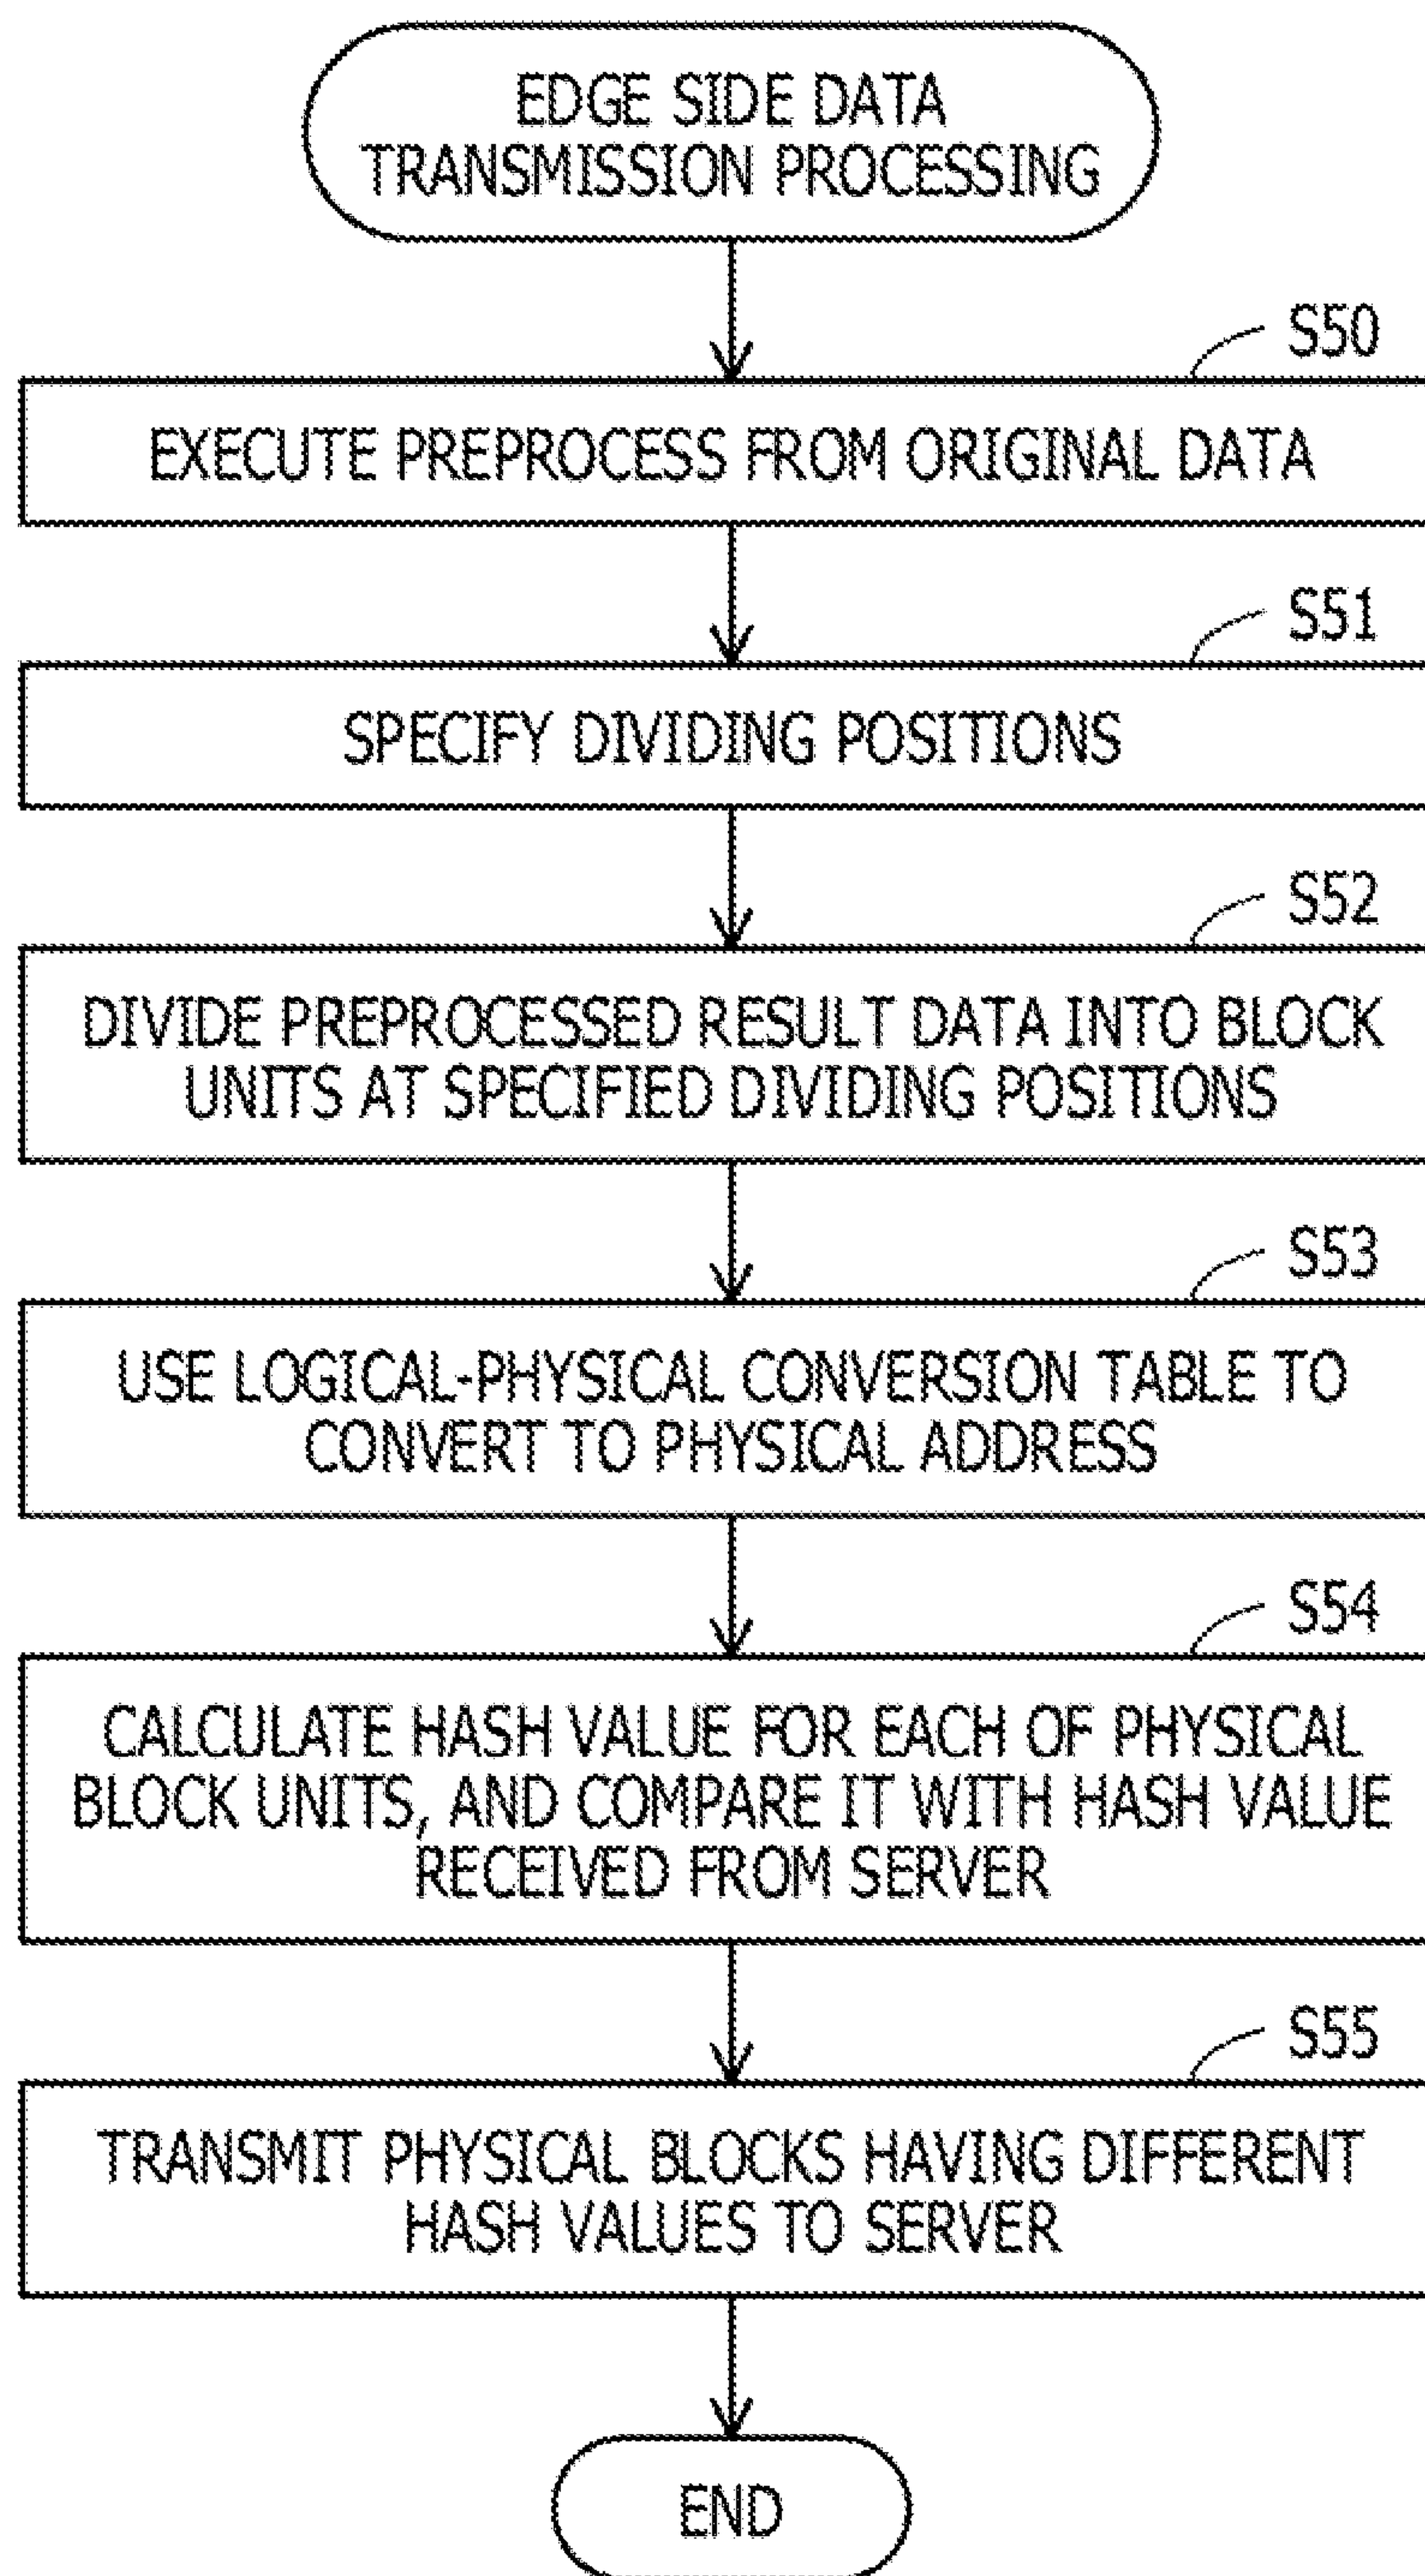 EDGE SIDE DATA
TRANSMISSION PROCESSING
S50
EXECUTE PREPROCESS FROM ORIGINAL DATA
S51
SPECIFY DIVIDING POSITIONS
S52
DIVIDE PREPROCESSED RESULT DATA INTO BLOCK
UNITS AT SPECIFIED DIVIDING POSITIONS
S53
USE LOGICAL-PHYSICAL CONVERSION TABLE TO
CONVERT TO PHYSICAL ADDRESS
S54
CALCULATE HASH VALUE FOR EACH OF PHYSICAL
BLOCK UNITS, AND COMPARE IT WITH HASH VALUE
RECEIVED FROM SERVER
S55
TRANSMIT PHYSICAL BLOCKS HAVING DIFFERENT
HASH VALUES TO SERVER
END